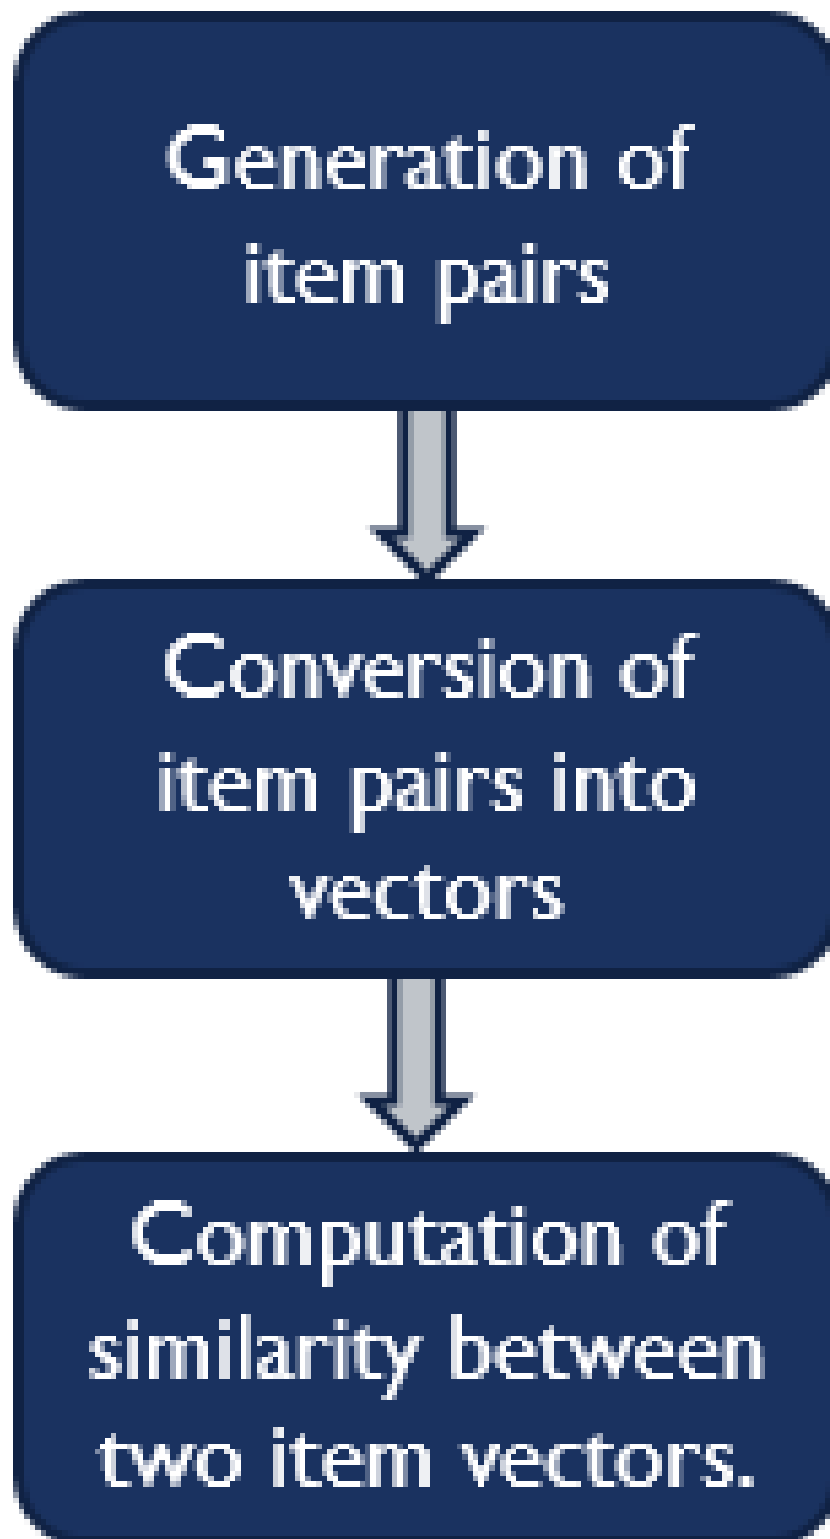 Generation of
item pairs
Conversion of
item pairs into
vectors
Computation of
similarity between
two item vectors.